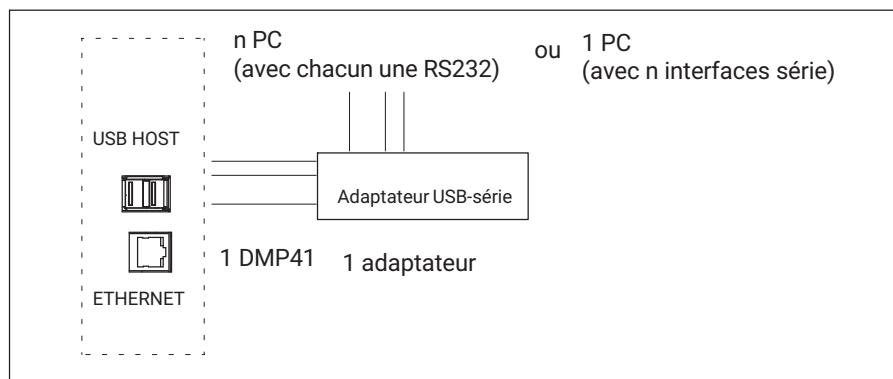 n PC
(avec chacun une RS232)
ou
1 PC
(avec n interfaces série)
USB HOST
Adaptateur USB-série
1 DMP41
1 adaptateur
ETHERNET